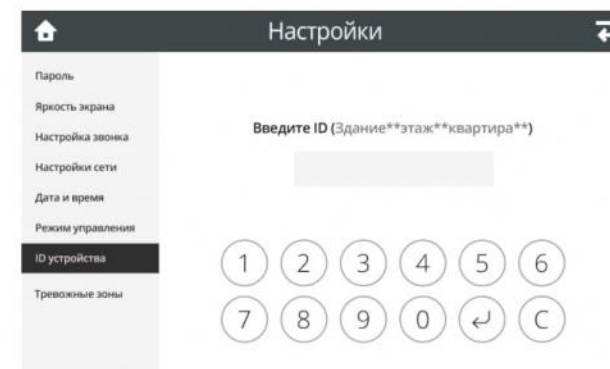 Настройки
Пароль
Яркость экрана
Настройка звонка
Настройки сети
Дата и время
Режим управления
ID устройства
Тревожные зоны
Введите ID (Здание**этаж**квартира**)
1 2 3 4 5 6
7 8 9 0 C